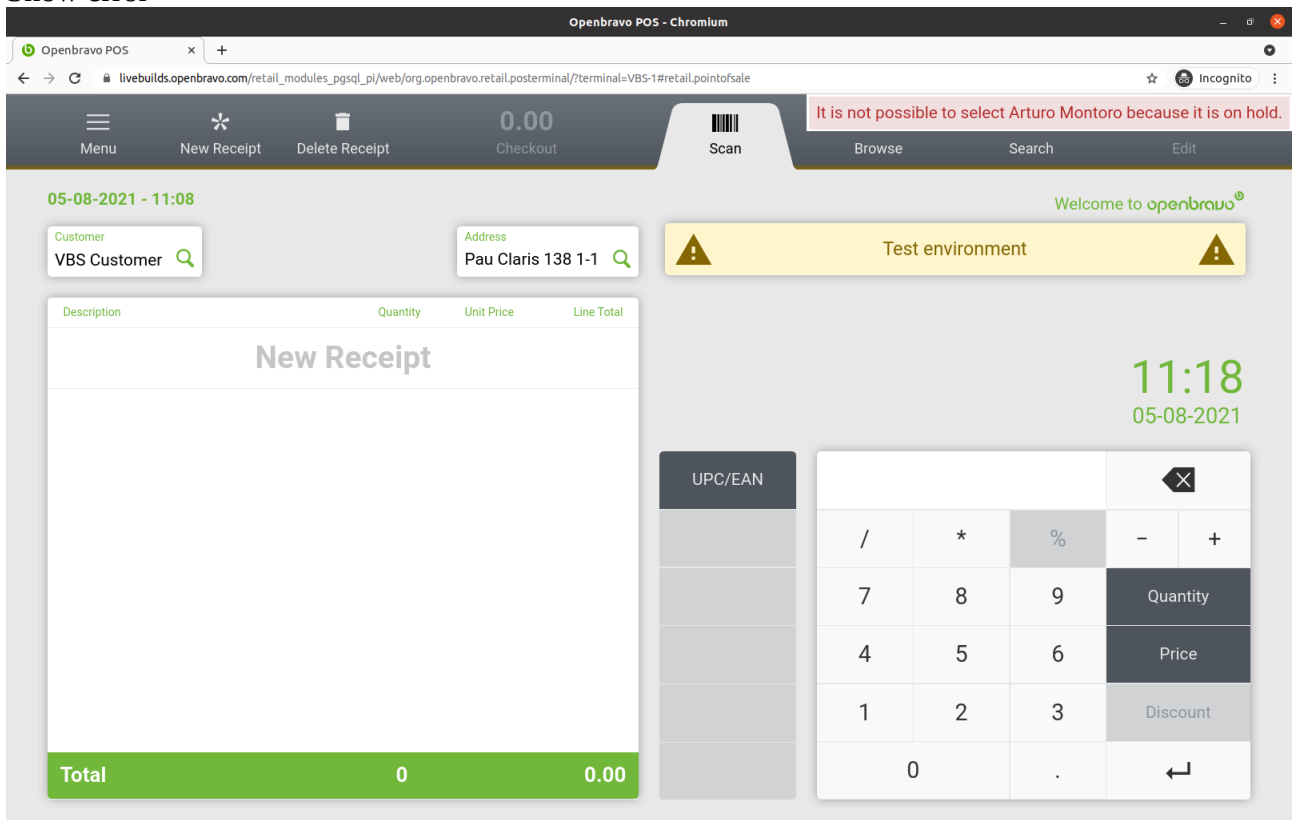 Openbravo POS - Chromium
Openbravo POS
livebuilds.openbravo.com/retail_modules_pgsql_pi/web/org.openbravo.retail.posterminal/?terminal=VBS-1#retail.pointofsale
Incognito
It is not possible to select Arturo Montoro because it is on hold.
0.00
Menu New Receipt Delete Receipt Checkout Scan Browse Search Edit
05-08-2021 - 11:08
Welcome to openbravo
Customer
VBS Customer
Address
Pau Claris 138 1-1
Test environment
Description Quantity Unit Price Line Total
New Receipt
11:18
05-08-2021
UPC/EAN
/ * % - +
7 8 9 Quantity
4 5 6 Price
1 2 3 Discount
0 .
Total 0 0.00